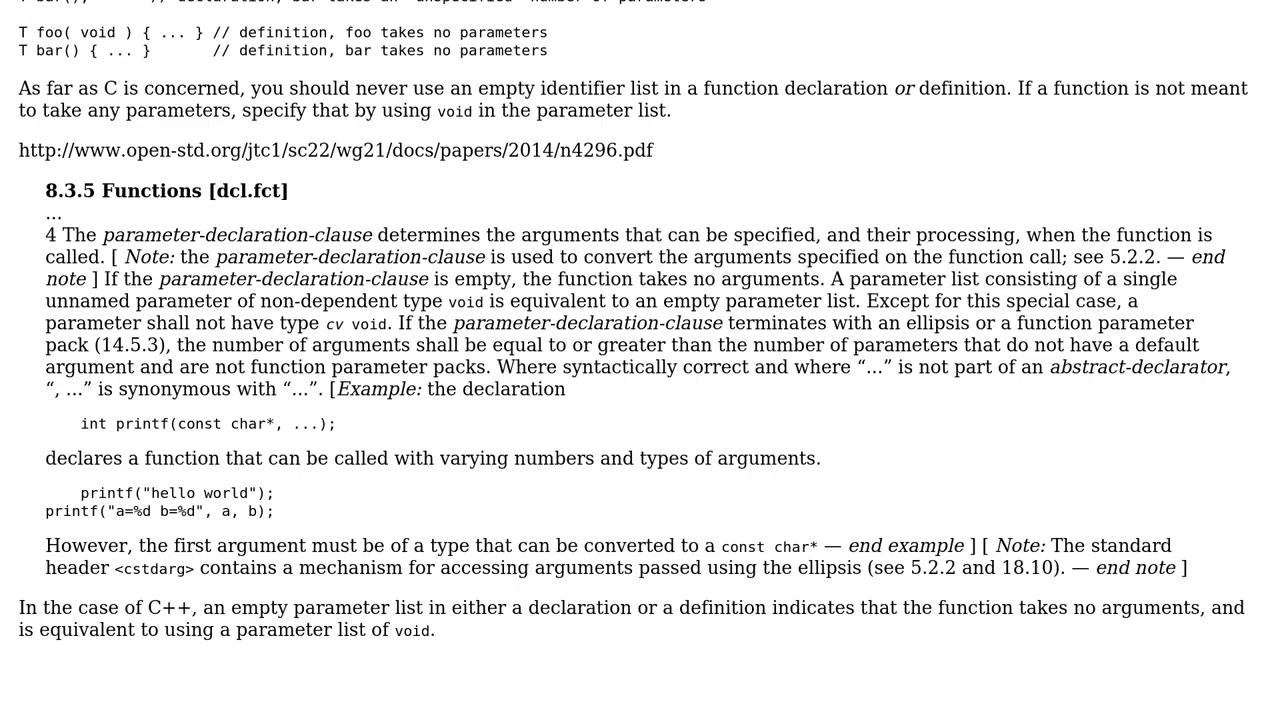 T foo( void ) { ... } // definition, foo takes no parameters
T bar() { ... }       // definition, bar takes no parameters
As far as C is concerned, you should never use an empty identifier list in a function declaration or definition. If a function is not meant
to take any parameters, specify that by using void in the parameter list.
http://www.open-std.org/jtc1/sc22/wg21/docs/papers/2014/n4296.pdf
8.3.5 Functions [dcl.fct]
...
4 The parameter-declaration-clause determines the arguments that can be specified, and their processing, when the function is
called. [ Note: the parameter-declaration-clause is used to convert the arguments specified on the function call; see 5.2.2. — end
note ] If the parameter-declaration-clause is empty, the function takes no arguments. A parameter list consisting of a single
unnamed parameter of non-dependent type void is equivalent to an empty parameter list. Except for this special case, a
parameter shall not have type cv void. If the parameter-declaration-clause terminates with an ellipsis or a function parameter
pack (14.5.3), the number of arguments shall be equal to or greater than the number of parameters that do not have a default
argument and are not function parameter packs. Where syntactically correct and where “...” is not part of an abstract-declarator,
“, ...” is synonymous with “...”. [Example: the declaration
int printf(const char*, ...);
declares a function that can be called with varying numbers and types of arguments.
printf("hello world");
printf("a=%d b=%d", a, b);
However, the first argument must be of a type that can be converted to a const char* — end example ] [ Note: The standard
header <cstdarg> contains a mechanism for accessing arguments passed using the ellipsis (see 5.2.2 and 18.10). — end note ]
In the case of C++, an empty parameter list in either a declaration or a definition indicates that the function takes no arguments, and
is equivalent to using a parameter list of void.